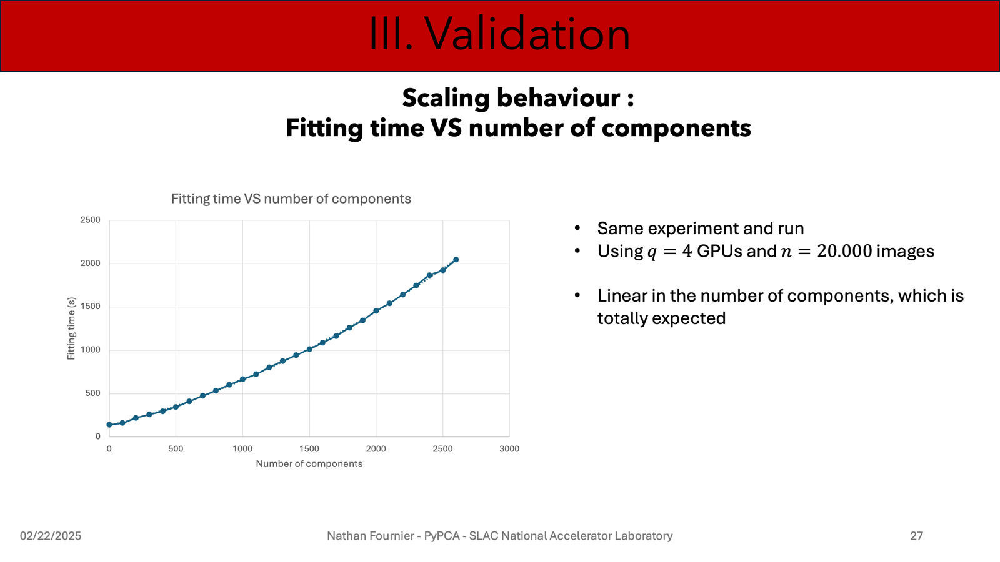 III. Validation
Scaling behaviour :
Fitting time VS number of components
Fitting time VS number of components
2500
2000
1500
1000
500
0
Fitting time (s)
0 500 1000 1500 2000 2500 3000
Number of components
• Same experiment and run
• Using q = 4 GPUs and n = 20.000 images
• Linear in the number of components, which is
totally expected
02/22/2025
Nathan Fournier - PyPCA - SLAC National Accelerator Laboratory
27